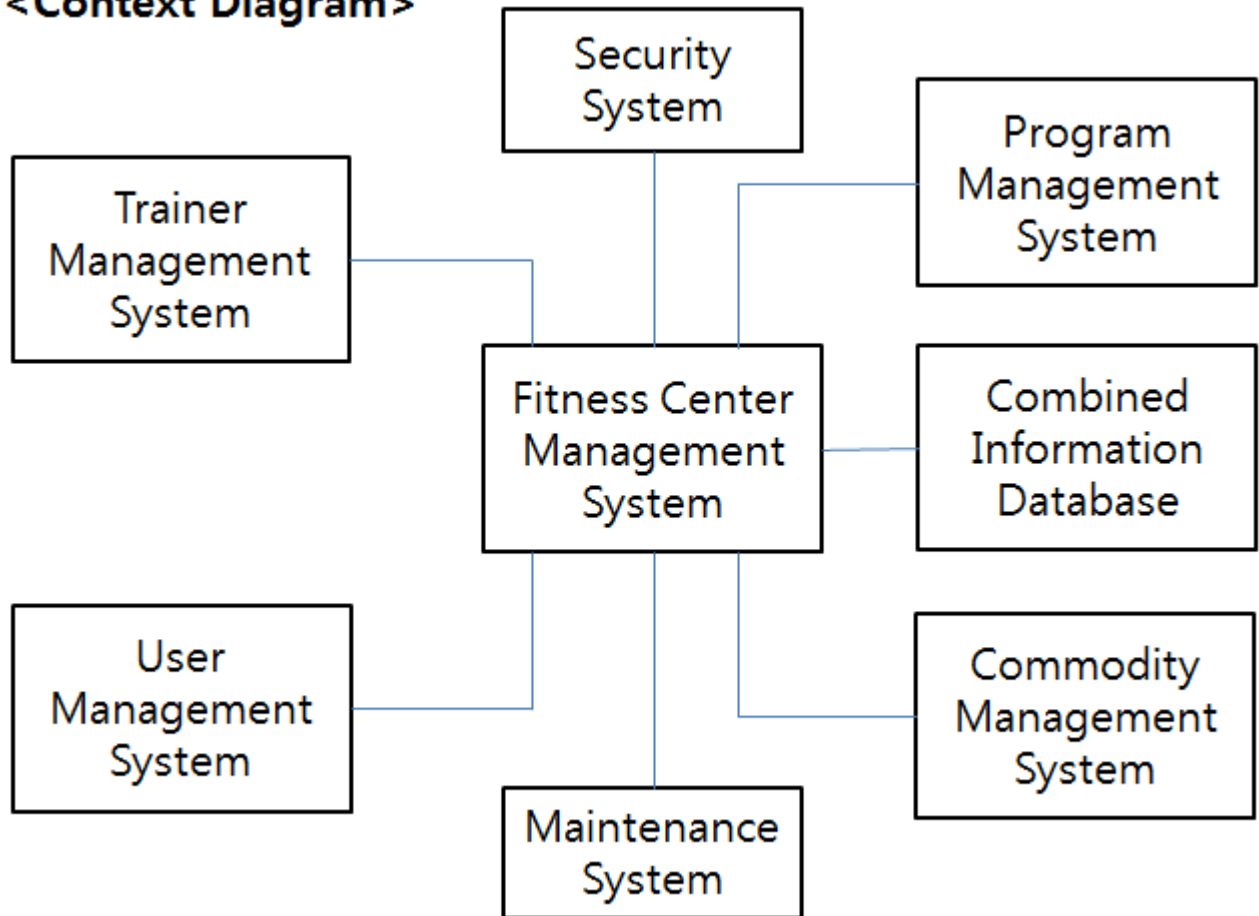 <Context Diagram>
Security
System
Program
Management
System
Trainer
Management
System
Fitness Center
Management
System
Combined
Information
Database
User
Management
System
Commodity
Management
System
Maintenance
System